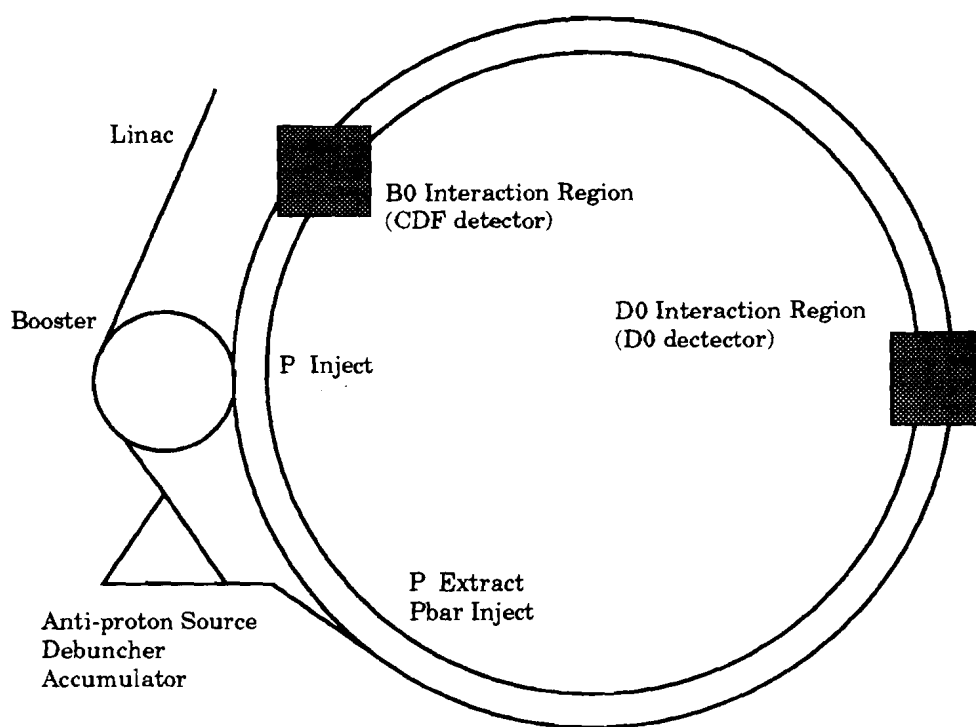 Linac
B0 Interaction Region
(CDF detector)
Booster
D0 Interaction Region
(D0 dectector)
P Inject
P Extract
Pbar Inject
Anti-proton Source
Debuncher
Accumulator